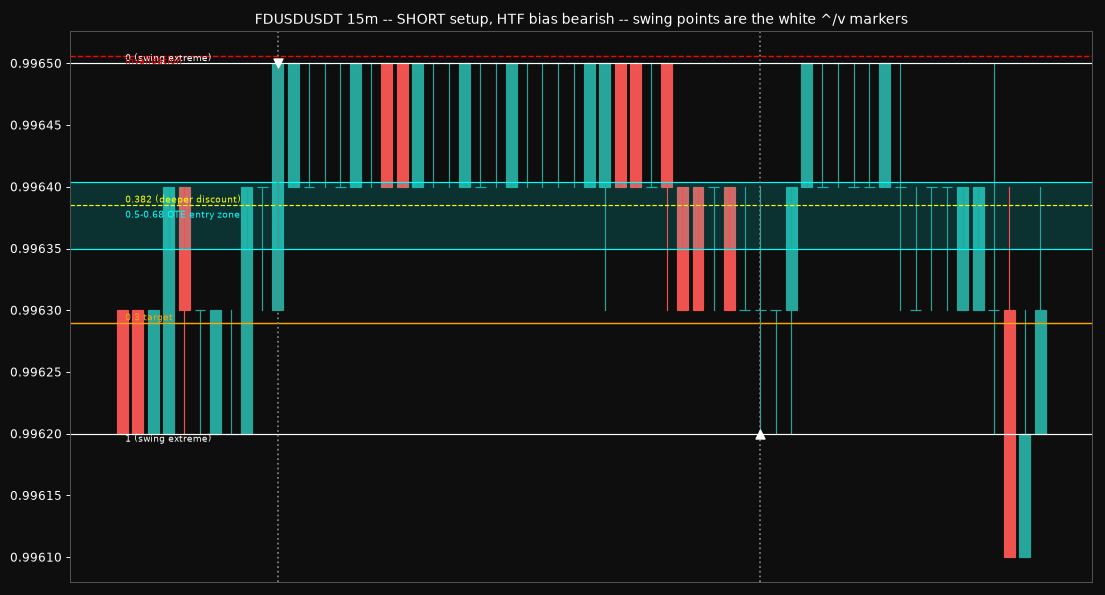 FDUSDUSDT 15m -- SHORT setup, HTF bias bearish -- swing points are the white ^/v markers
0 (swing extreme)
0.99650
0.99645
0.99640
0.382 (deeper discount)
0.5-0.68 OTE entry zone
0.99635
0.99630
0.3 target
0.99625
0.99620
1 (swing extreme)
0.99615
0.99610